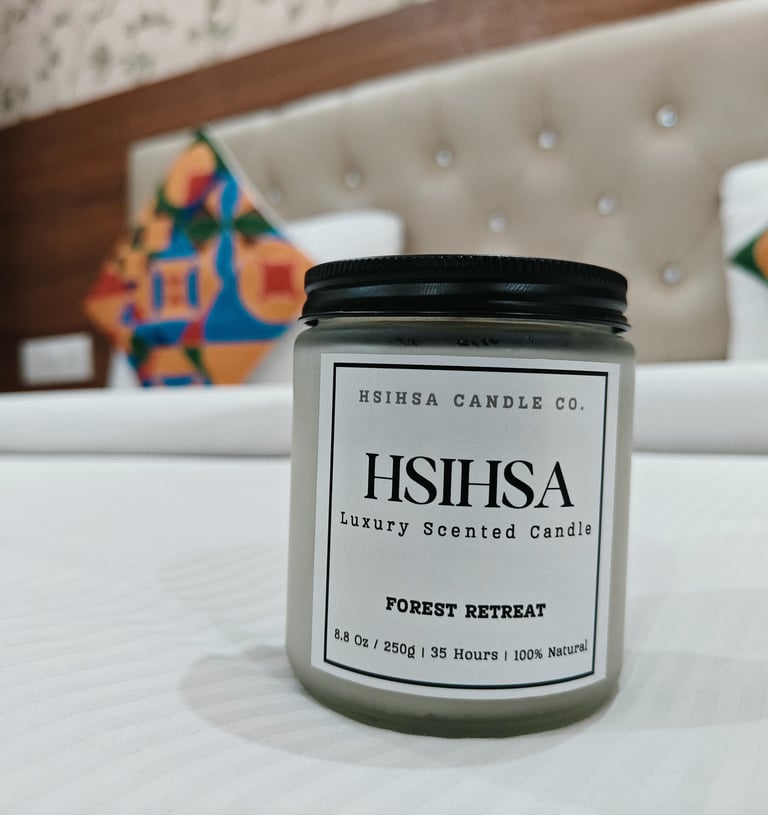 HSIHSA CANDLE CO.
HSIHSA
Luxury Scented Candle
FOREST RETREAT
8.8 Oz / 250g | 35 Hours | 100% Natural